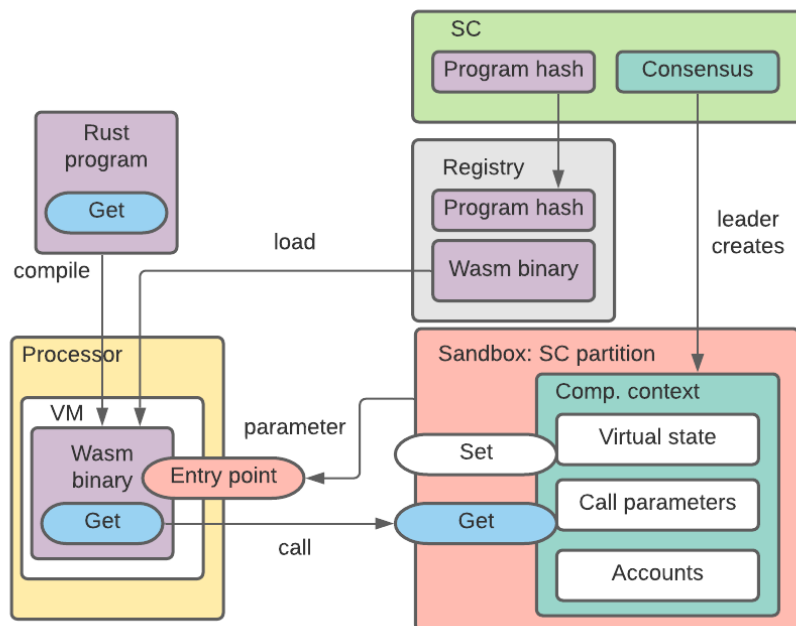 SC
Program hash
Consensus
Rust
program
Get
Registry
Program hash
Wasm binary
load
compile
leader
creates
Processor
VM
Wasm
binary
Get
Entry point
parameter
call
Sandbox: SC partition
Comp. context
Virtual state
Set
Call parameters
Get
Accounts